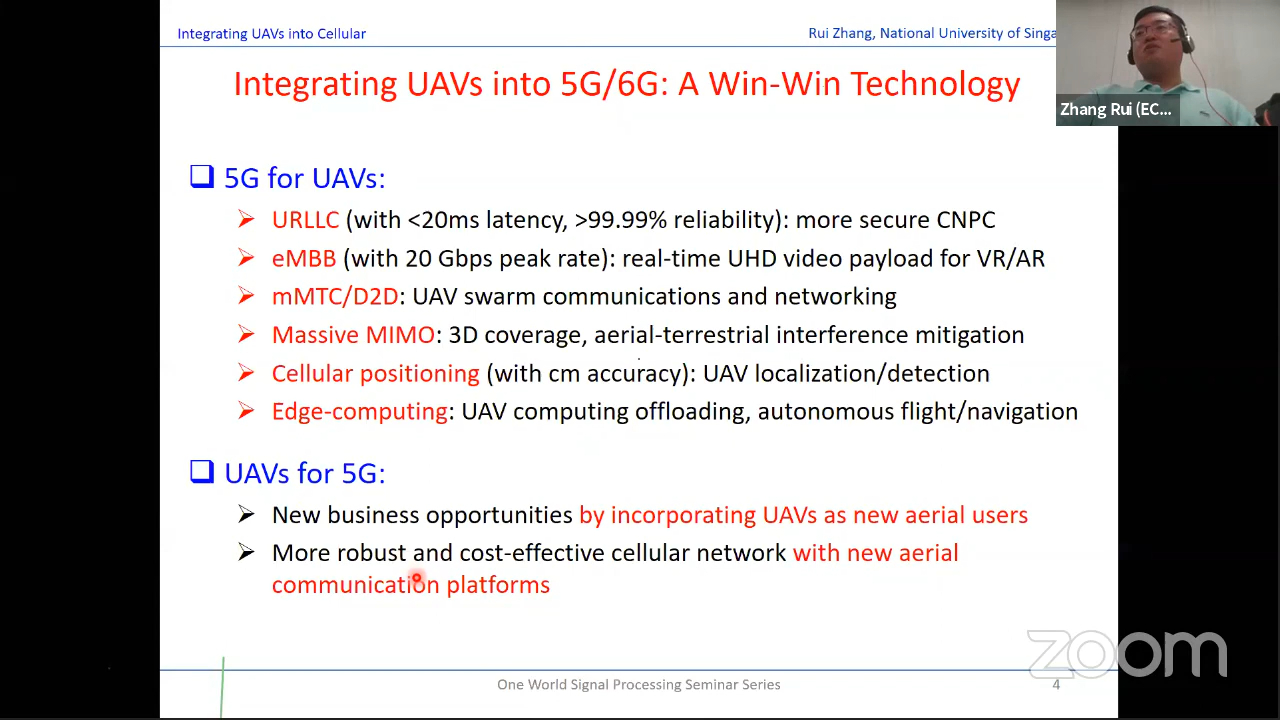 Integrating UAVs into Cellular
Rui Zhang, National University of Singa
Zhang Rui (EC...
Integrating UAVs into 5G/6G: A Win-Win Technology
5G for UAVs:
URLLC (with <20ms latency, >99.99% reliability): more secure CNPC
eMBB (with 20 Gbps peak rate): real-time UHD video payload for VR/AR
mMTC/D2D: UAV swarm communications and networking
Massive MIMO: 3D coverage, aerial-terrestrial interference mitigation
Cellular positioning (with cm accuracy): UAV localization/detection
Edge-computing: UAV computing offloading, autonomous flight/navigation
UAVs for 5G:
New business opportunities by incorporating UAVs as new aerial users
More robust and cost-effective cellular network with new aerial
communication platforms
zoom
One World Signal Processing Seminar Series
4